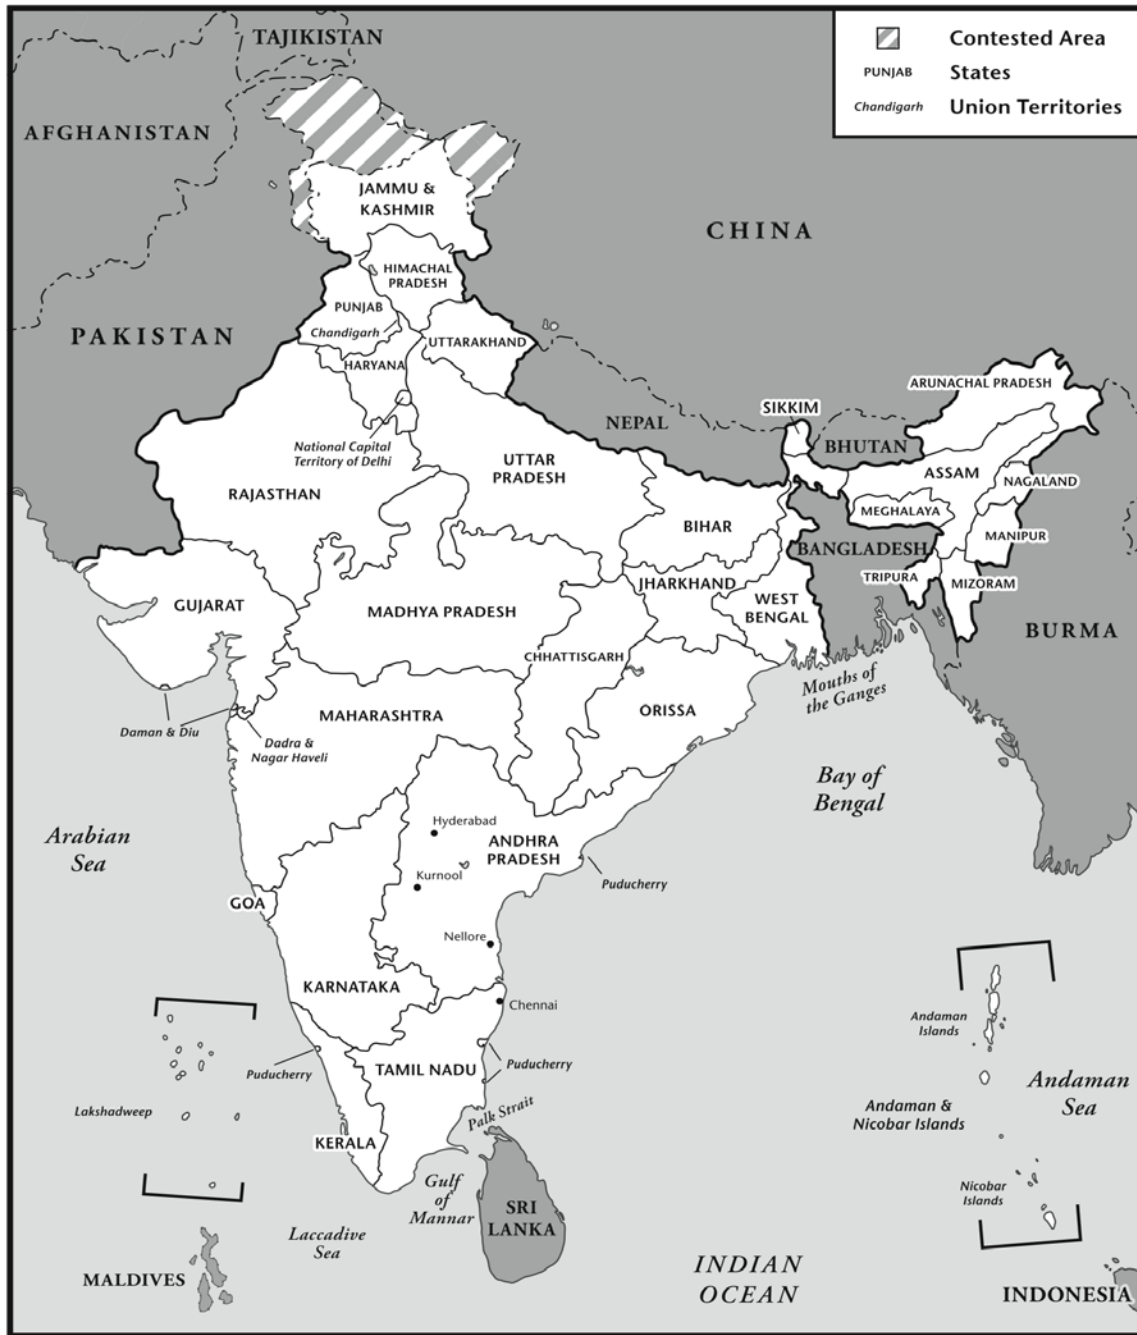 Contested Area
PUNJAB States
Chandigarh Union Territories
TAJIKISTAN
AFGHANISTAN
JAMMU &
KASHMIR
CHINA
HIMACHAL
PRADESH
PUNJAB
Chandigarh
PAKISTAN
UTTARAKHAND
HARYANA
ARUNACHAL PRADESH
SIKKIM
NEPAL
BHUTAN
National Capital
Territory of Delhi
UTTAR
PRADESH
ASSAM
NAGALAND
RAJASTHAN
MEGHALAYA
BIHAR
MANIPUR
BANGLADESH
TRIPURA
MIZORAM
JHARKHAND
GUJARAT
MADHYA PRADESH
WEST
BENGAL
BURMA
CHHATTISGARH
Mouths of
the Ganges
MAHARASHTRA
ORISSA
Daman & Diu
Dadra &
Nagar Haveli
Bay of
Bengal
Arabian
Sea
Hyderabad
ANDHRA
PRADESH
Kurnool
Puducherry
GOA
Nellore
KARNATAKA
Chennai
Andaman
Islands
Puducherry
TAMIL NADU
Puducherry
Andaman
Sea
Lakshadweep
Andaman &
Nicobar Islands
Palk Strait
KERALA
Gulf
of
Mannar
Nicobar
Islands
SRI
LANKA
Laccadive
Sea
MALDIVES
INDIAN
OCEAN
INDONESIA